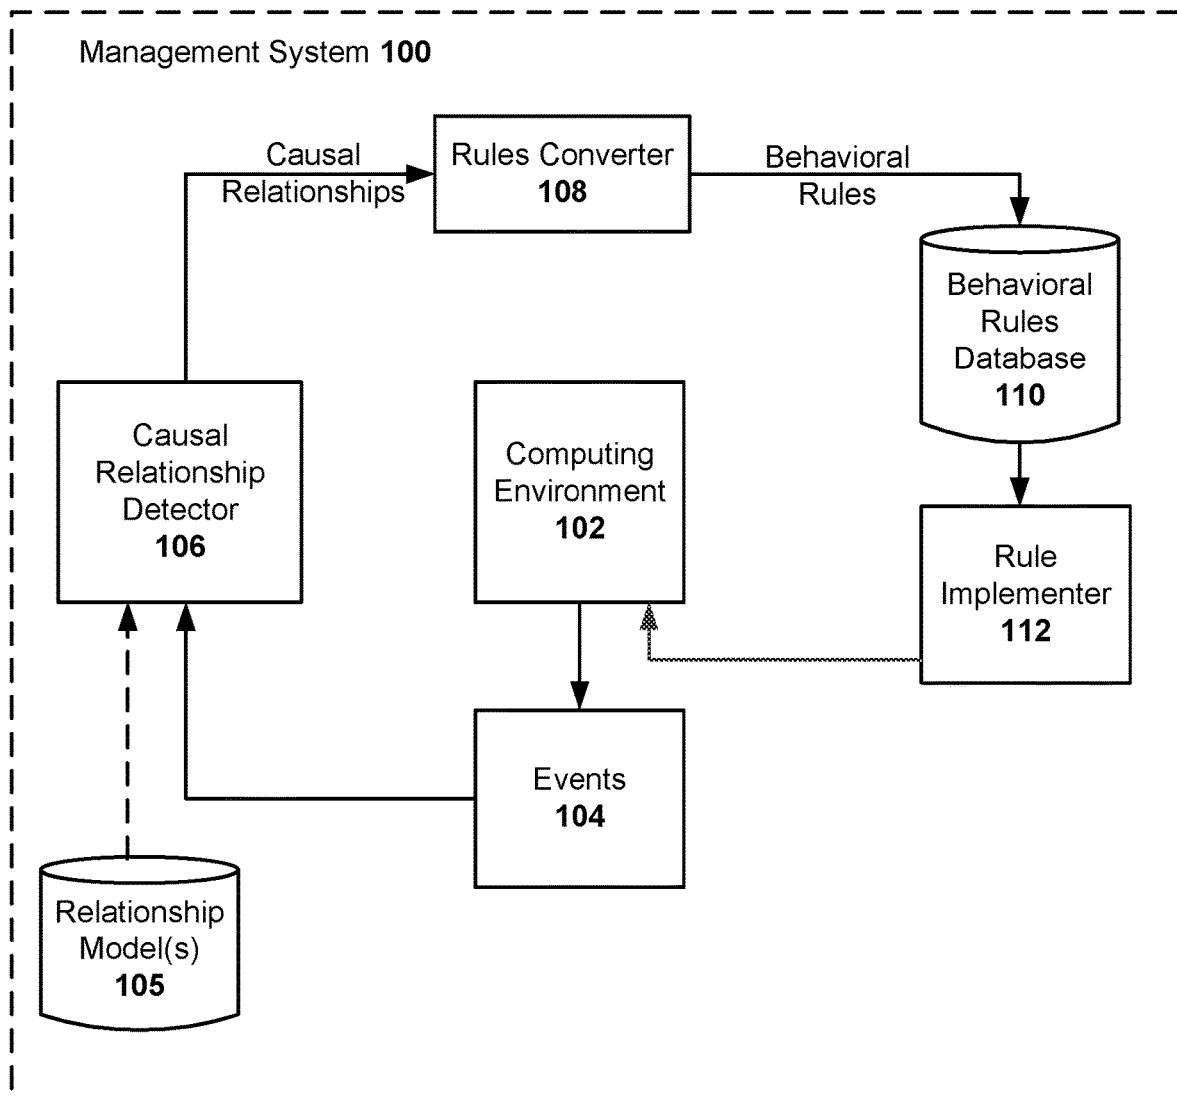 Management System 100
Causal
Relationships
Rules Converter
108
Behavioral
Rules
Behavioral
Rules
Database
110
Causal
Relationship
Detector
106
Computing
Environment
102
Rule
Implementer
112
Events
104
Relationship
Model(s)
105